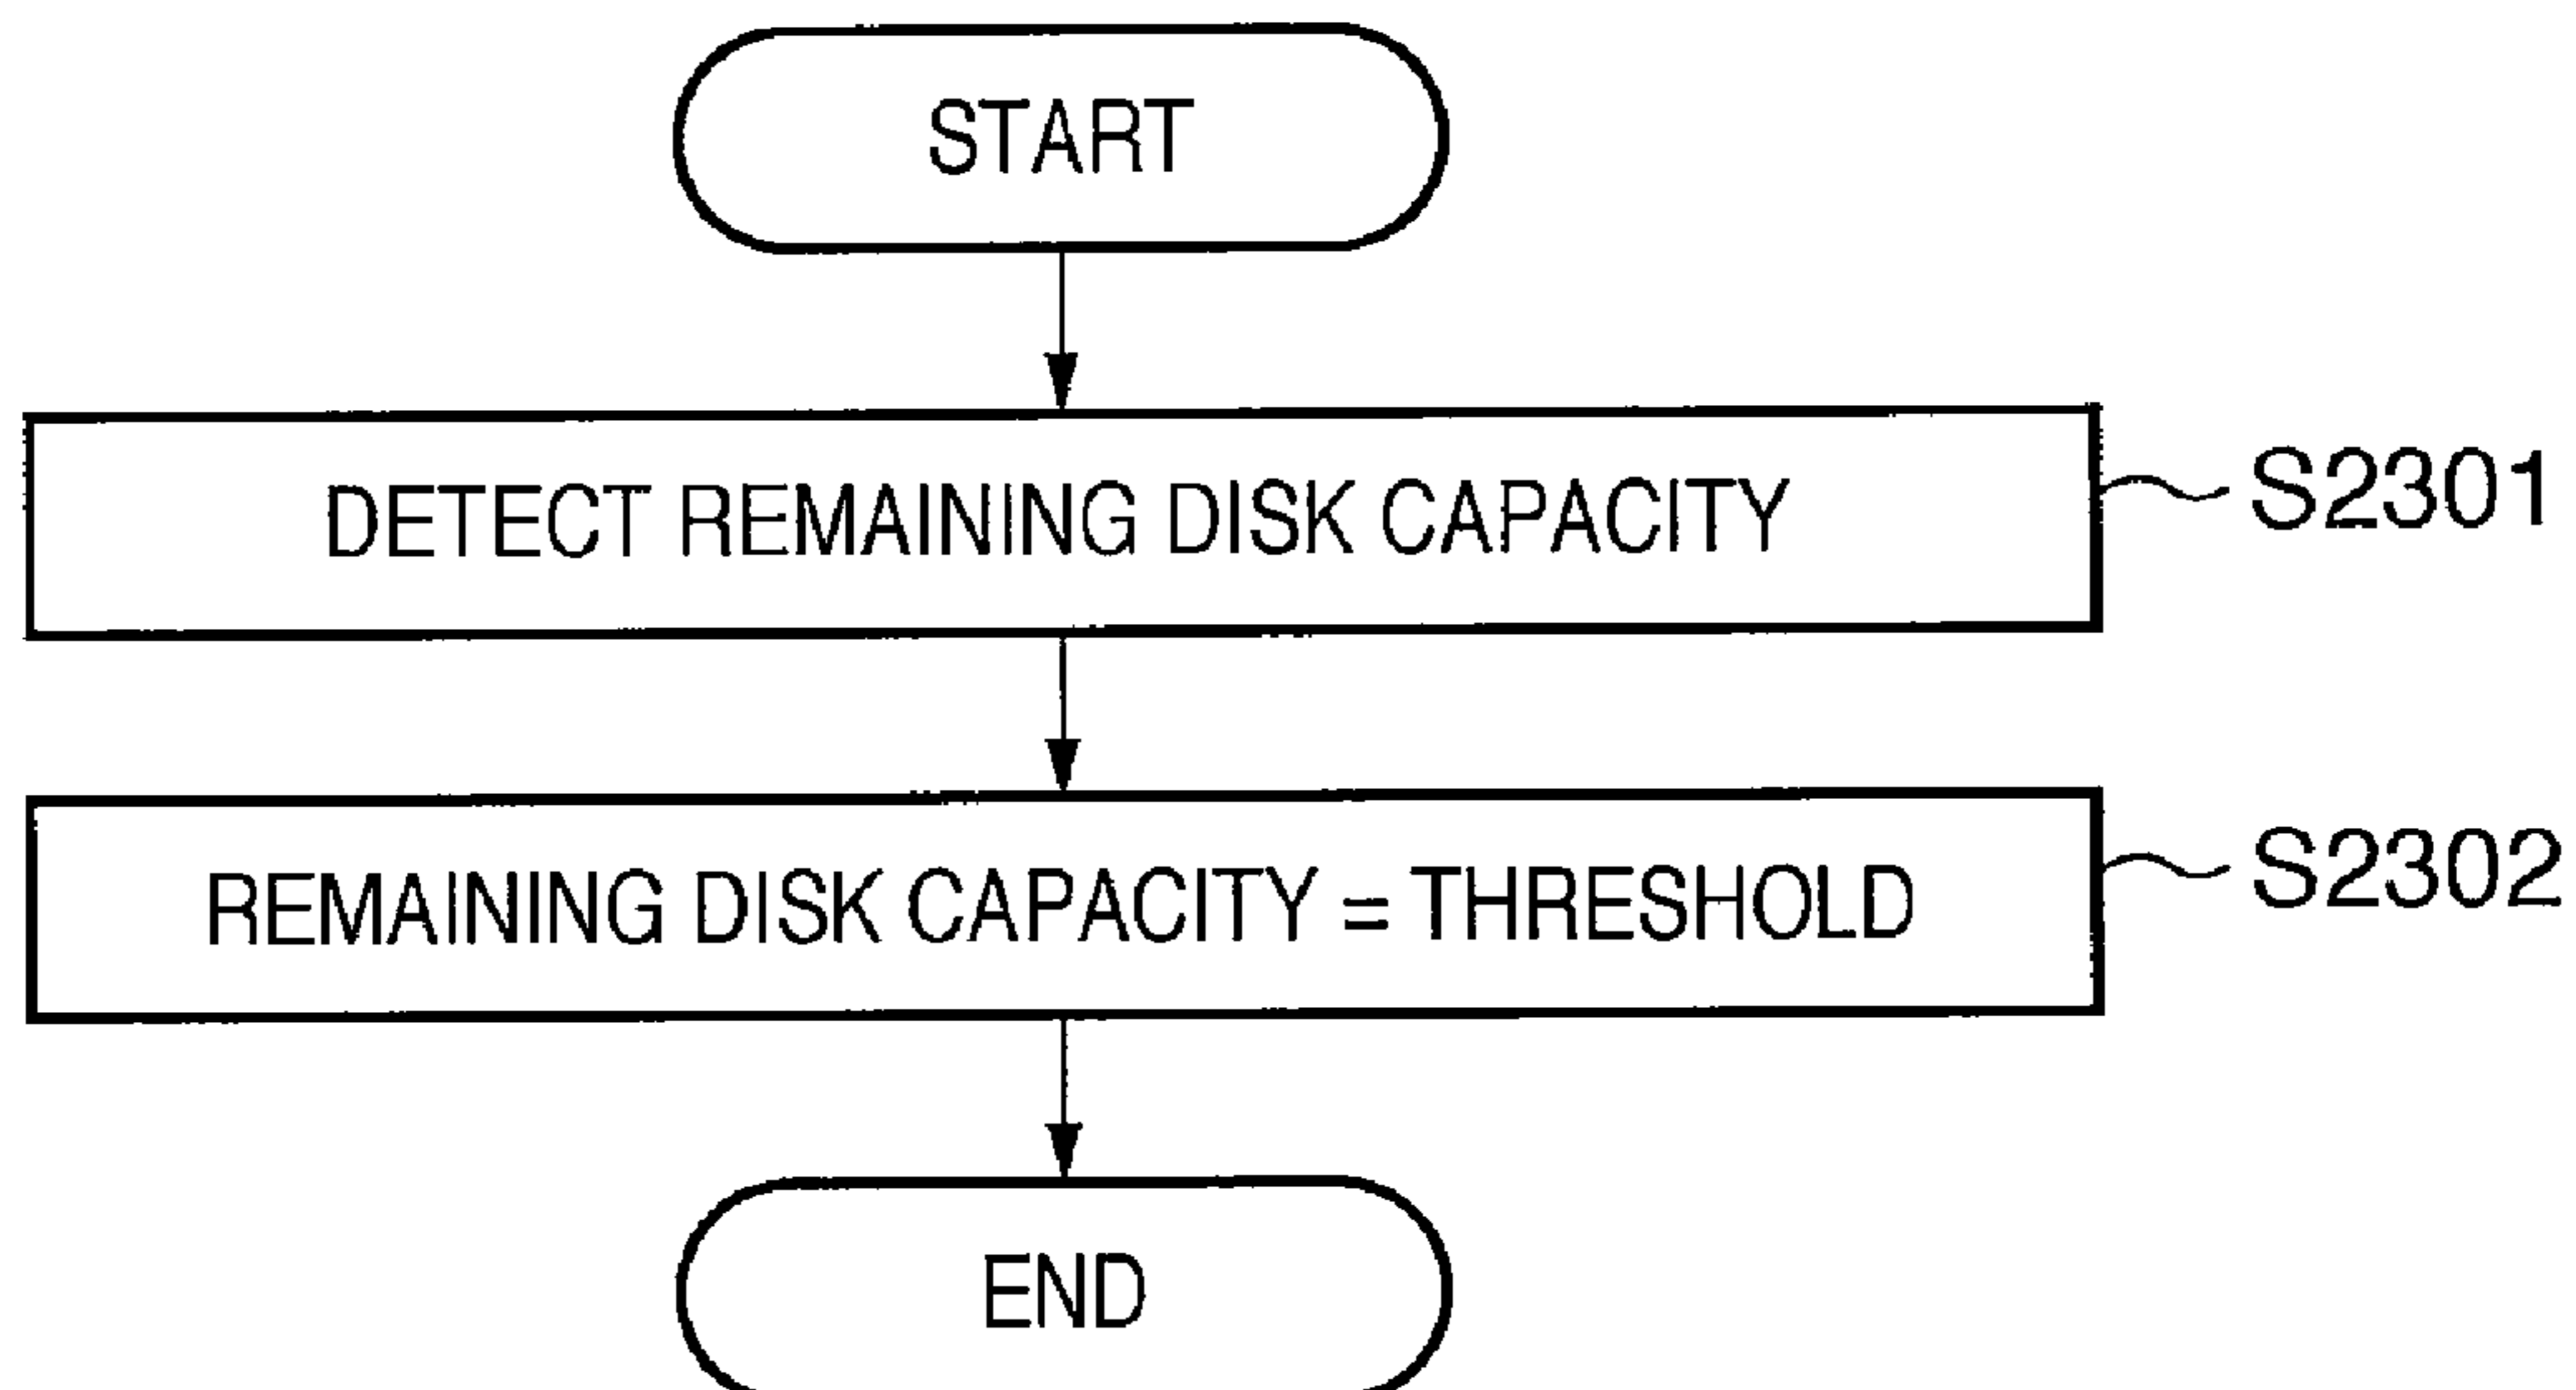 START
DETECT REMAINING DISK CAPACITY
S2301
REMAINING DISK CAPACITY = THRESHOLD
S2302
END